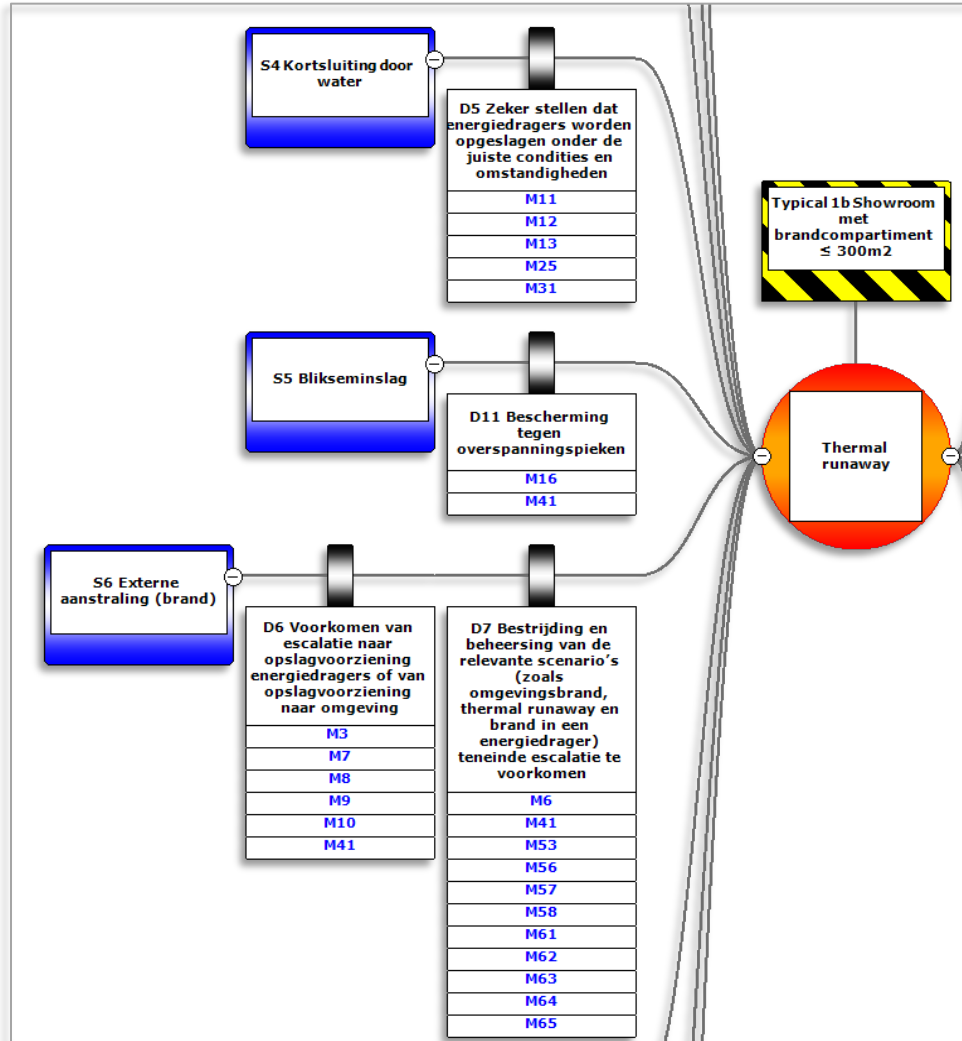 S4 Kortsluiting door
water
D5 Zeker stellen dat
energiedragers worden
opgeslagen onder de
juiste condities en
omstandigheden
M11
M12
M13
M25
M31
Typical 1b Showroom
met
brandcompartiment
≤ 300m2
S5 Blikseminslag
D11 Bescherming
tegen
overspanningspieken
M16
M41
Thermal
runaway
S6 Externe
aanstraling (brand)
D6 Voorkomen van
escalatie naar
opslagvoorziening
energiedragers of van
opslagvoorziening
naar omgeving
M3
M7
M8
M9
M10
M41
D7 Bestrijding en
beheersing van de
relevante scenario’s
(zoals
omgevingsbrand,
thermal runaway en
brand in een
energiedrager)
teneinde escalatie te
voorkomen
M6
M41
M53
M56
M57
M58
M61
M62
M63
M64
M65